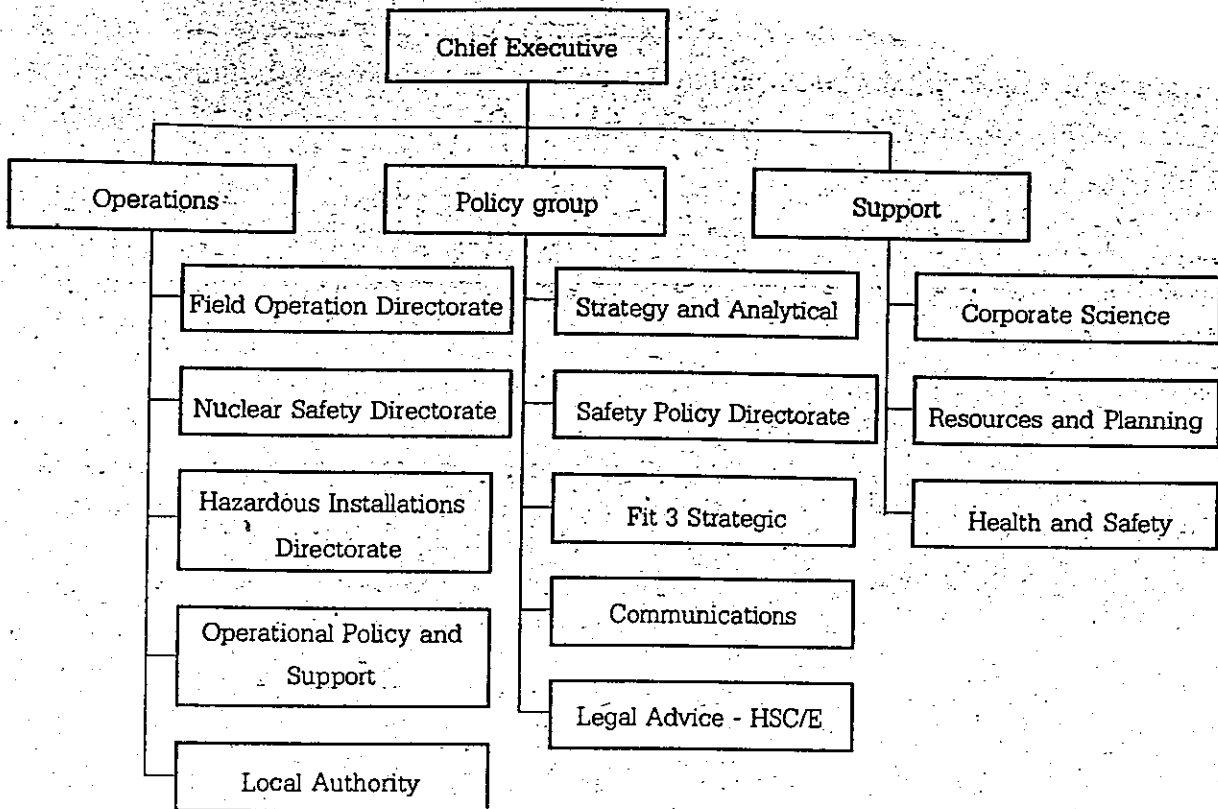 Chief Executive
Operations
Policy group
Support
Field Operation Directorate
Nuclear Safety Directorate
Hazardous Installations
Directorate
Operational Policy and
Support
Local Authority
Strategy and Analytical
Safety Policy Directorate
Fit 3 Strategic
Communications
Legal Advice - HSC/E
Corporate Science
Resources and Planning
Health and Safety